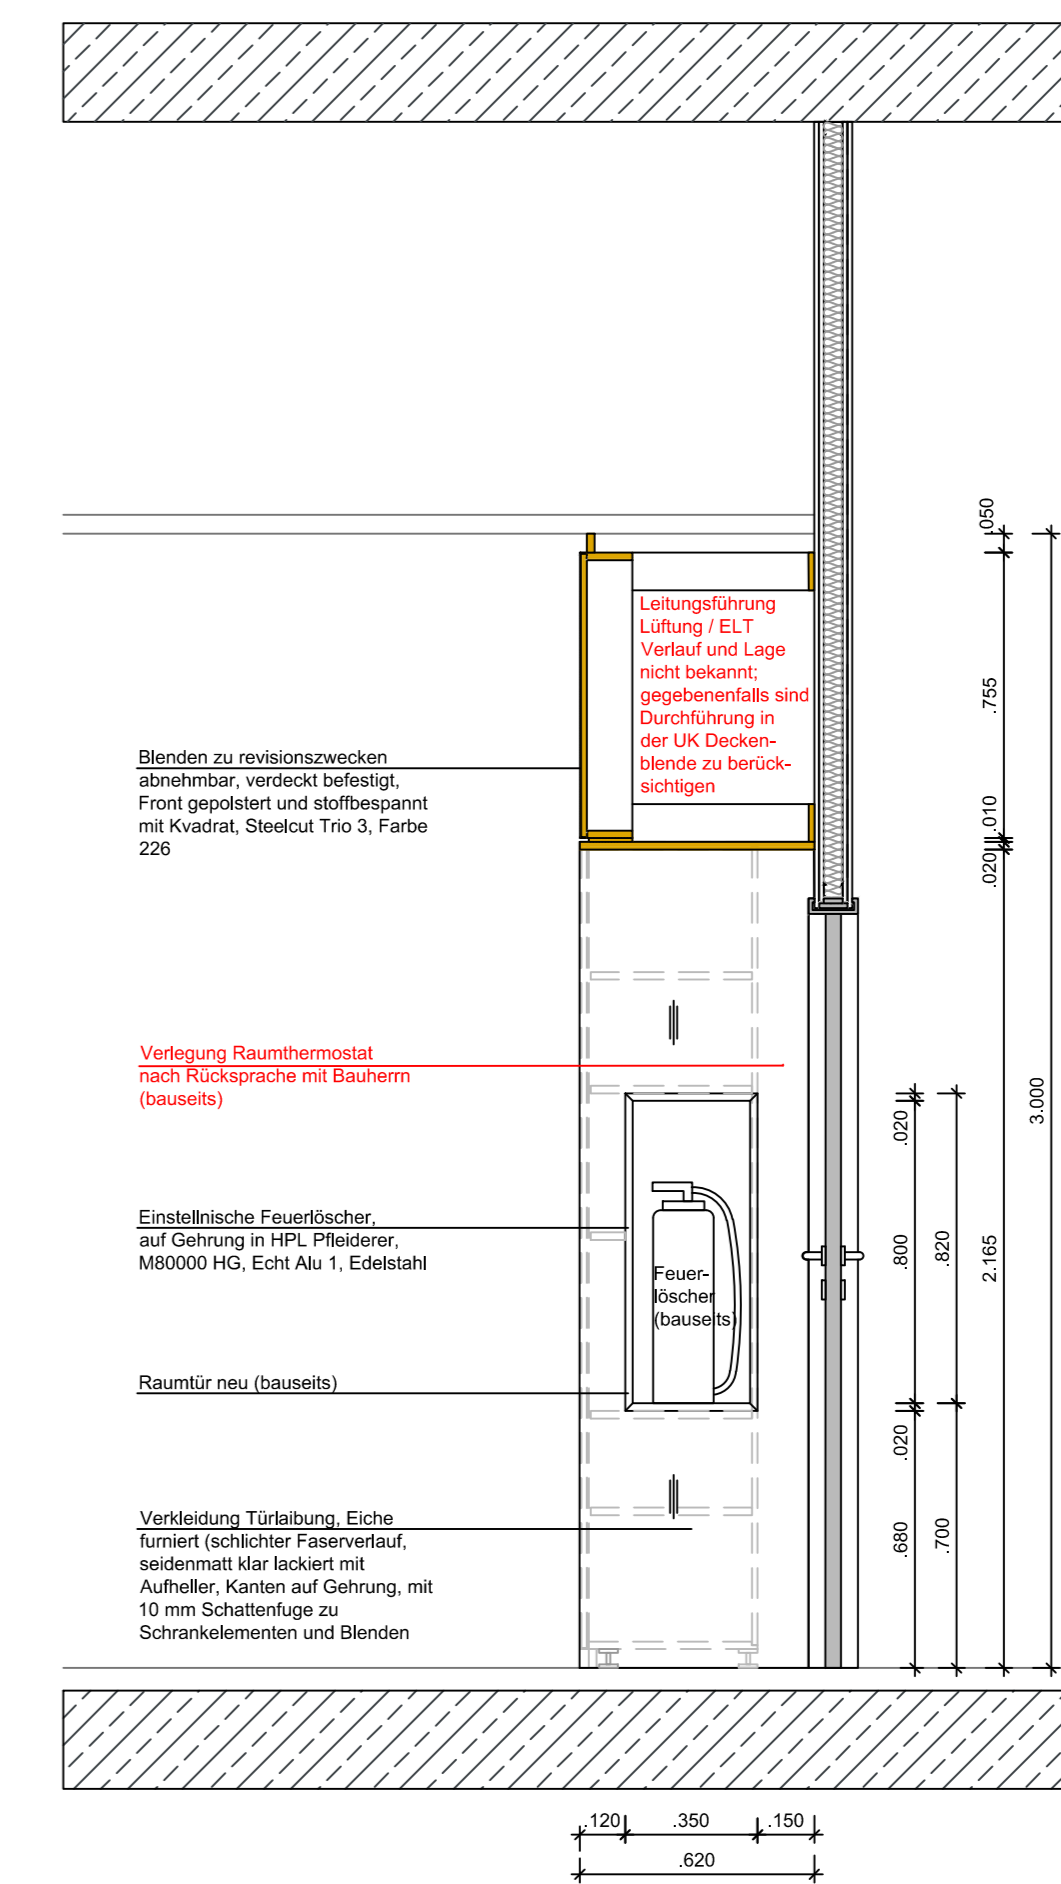 .050
Leitungsführung
Lüftung / ELT
Verlauf und Lage
nicht bekannt;
gegebenenfalls sind
Durchführung in
der UK Decken-
blende zu berück-
sichtigen
.755
Blenden zu revisionszwecken
abnehmbar, verdeckt befestigt,
Front gepolstert und stoffbespannt
mit Kvadrat, Steelcut Trio 3, Farbe
226
.010
.020
Verlegung Raumthermostat
nach Rücksprache mit Bauherrn
(bauseits)
3.000
.020
Einstellnische Feuerlöscher,
auf Gehrung in HPL Pfleiderer,
M80000 HG, Echt Alu 1, Edelstahl
.800
.820
2.165
Feuer-
löscher
(bauseits)
Raumtür neu (bauseits)
.020
Verkleidung Türlaibung, Eiche
furniert (schlichter Faserverlauf,
seidenmatt klar lackiert mit
Aufheller, Kanten auf Gehrung, mit
10 mm Schattenfuge zu
Schrankelementen und Blenden
.680
.700
.120 .350 .150
.620